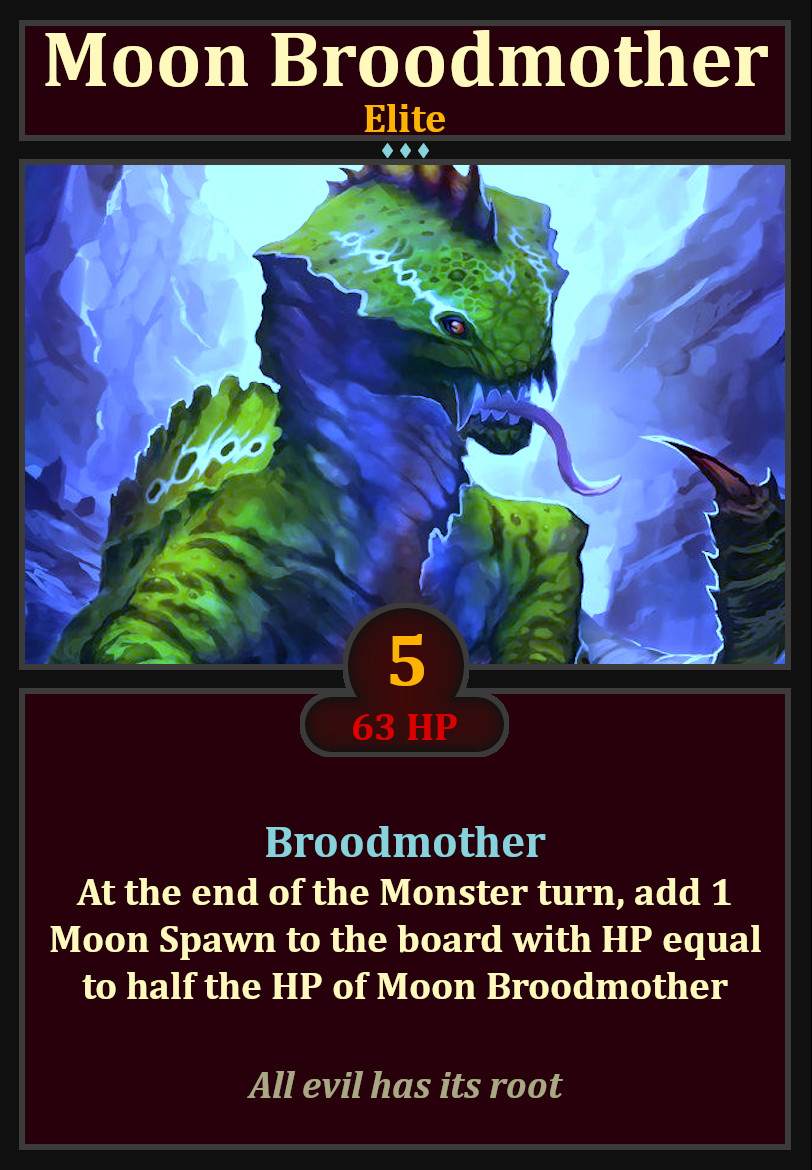 Moon Broodmother
Elite
5
63 HP
Broodmother
At the end of the Monster turn, add 1
Moon Spawn to the board with HP equal
to half the HP of Moon Broodmother
All evil has its root